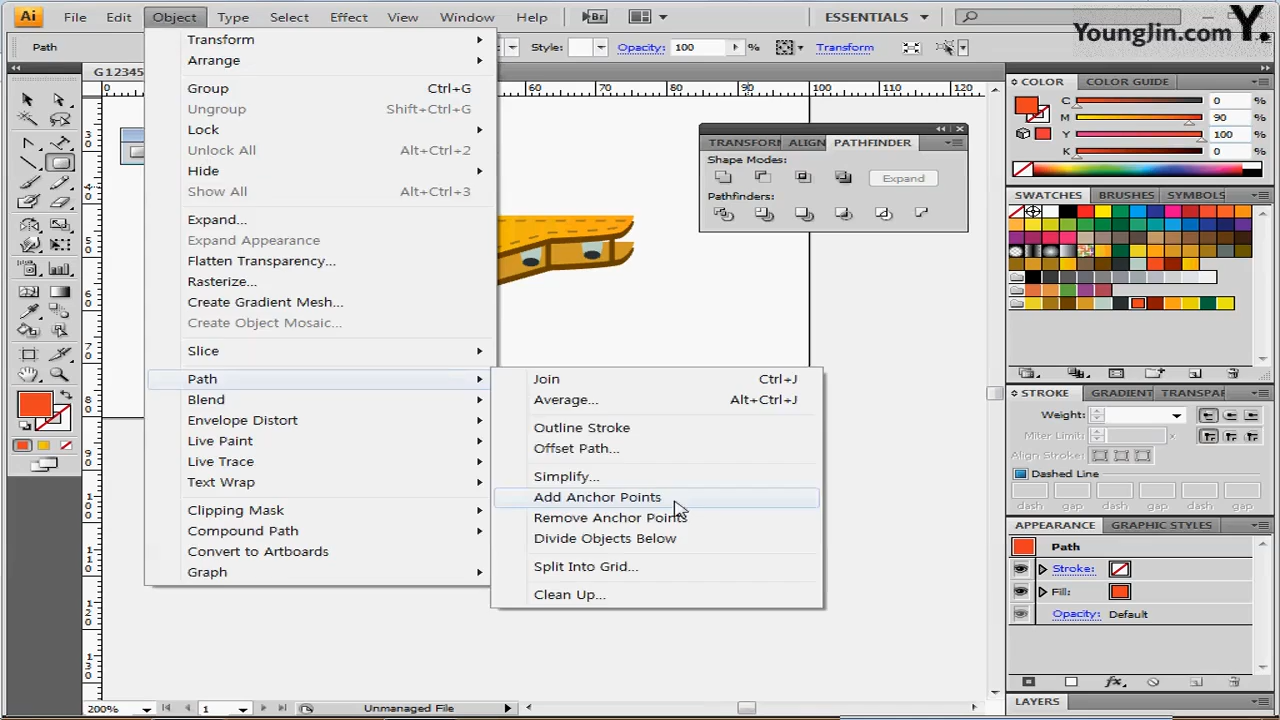 Ai File Edit Object Type Select Effect View Window Help Br ESSENTIALS
YoungJin.com Y.
Path Style: Opacity: 100 % Transform
G12345
0 60 70 80 90 100 110 120
Transform
Arrange
Group Ctrl+G
Ungroup Shift+Ctrl+G
Lock
Unlock All Alt+Ctrl+2
Hide
Show All Alt+Ctrl+3
Expand...
Expand Appearance
Flatten Transparency...
Rasterize...
Create Gradient Mesh...
Create Object Mosaic...
Slice
Path
Blend
Envelope Distort
Live Paint
Live Trace
Text Wrap
Clipping Mask
Compound Path
Convert to Artboards
Graph
Join Ctrl+J
Average... Alt+Ctrl+J
Outline Stroke
Offset Path...
Simplify...
Add Anchor Points
Remove Anchor Points
Divide Objects Below
Split Into Grid...
Clean Up...
TRANSFORM ALIGN PATHFINDER
Shape Modes:
Expand
Pathfinders:
COLOR COLOR GUIDE
C 0 %
M 90 %
Y 100 %
K 0 %
SWATCHES BRUSHES SYMBOLS
STROKE GRADIENT TRANSPA
Weight:
Miter Limit: x
Align Stroke:
Dashed Line
dash gap dash gap dash gap
APPEARANCE GRAPHIC STYLES
Path
Stroke:
Fill:
Opacity: Default
LAYERS
200% 1 Unmanaged File